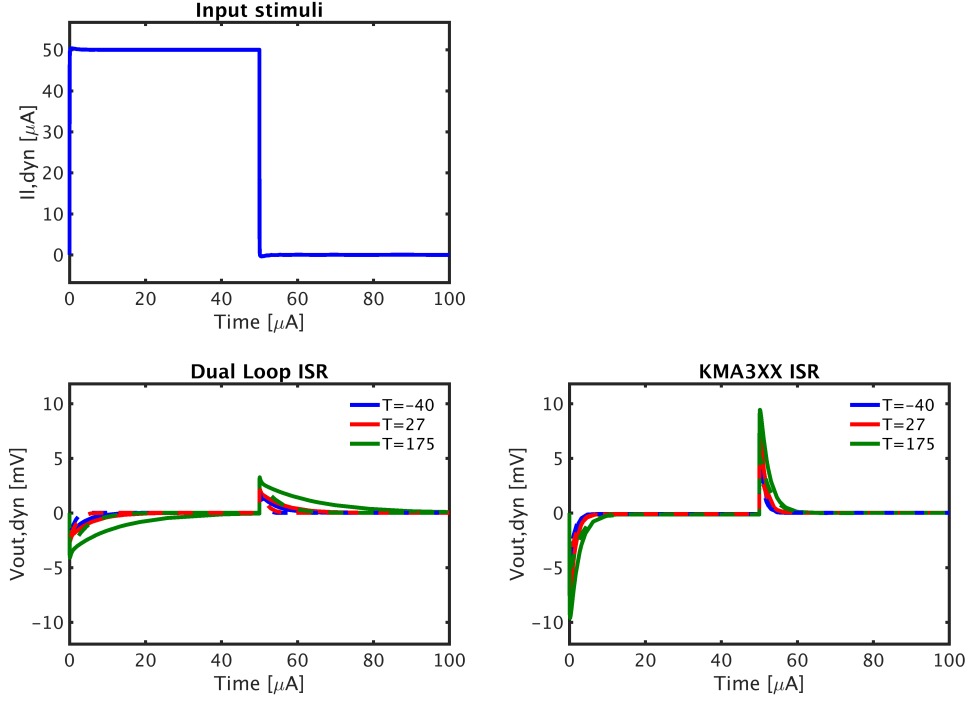 Input stimuli
Il,dyn [μA]
50
40
30
20
10
0
0 20 40 60 80 100
Time [μA]
Dual Loop ISR
Vout,dyn [mV]
10
5
0
−5
−10
T=−40
T=27
T=175
0 20 40 60 80 100
Time [μA]
KMA3XX ISR
Vout,dyn [mV]
10
5
0
−5
−10
T=−40
T=27
T=175
0 20 40 60 80 100
Time [μA]